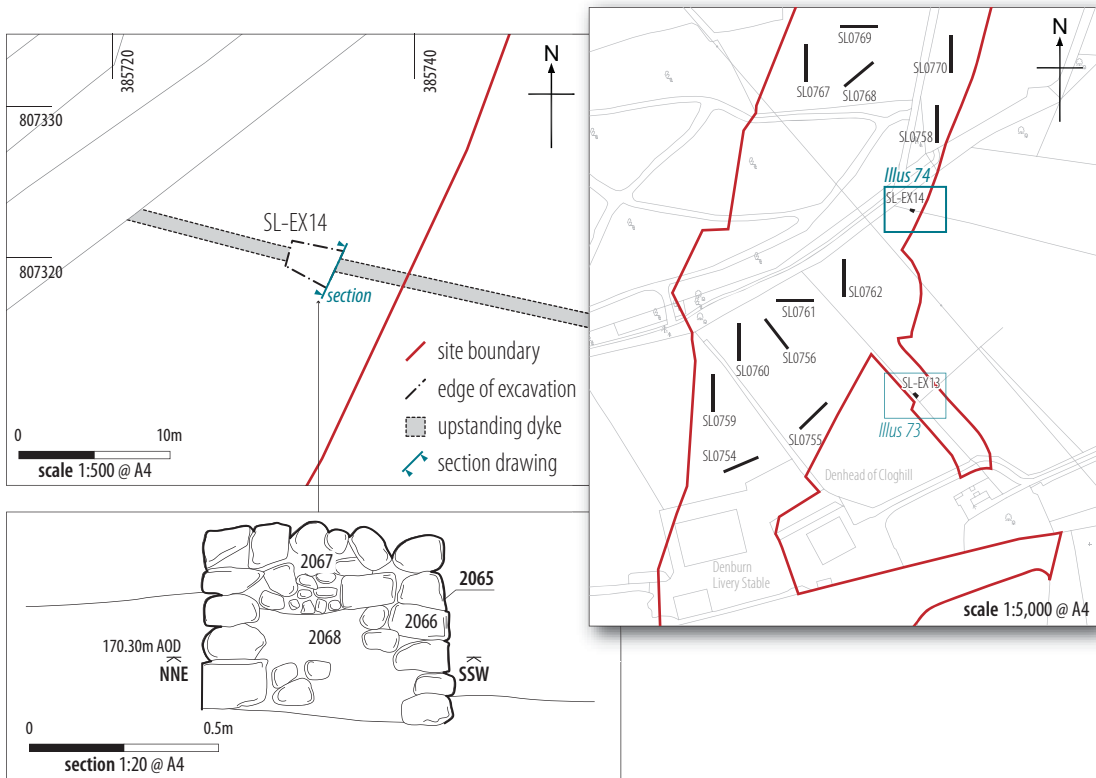 385720
385740
N
807330
807320
SL-EX14
section
site boundary
edge of excavation
upstanding dyke
section drawing
0 10m
scale 1:500 @ A4
2067
2065
2066
2068
170.30m AOD
NNE
SSW
0 0.5m
section 1:20 @ A4
N
SL0769
SL0770
SL0767
SL0768
SL0758
Illus 74
SL-EX14
SL0762
SL0761
SL0756
SL0760
SL-EX13
SL0759
Illus 73
SL0755
SL0754
Denhead of Cloghill
Denburn
Livery Stable
scale 1:5,000 @ A4